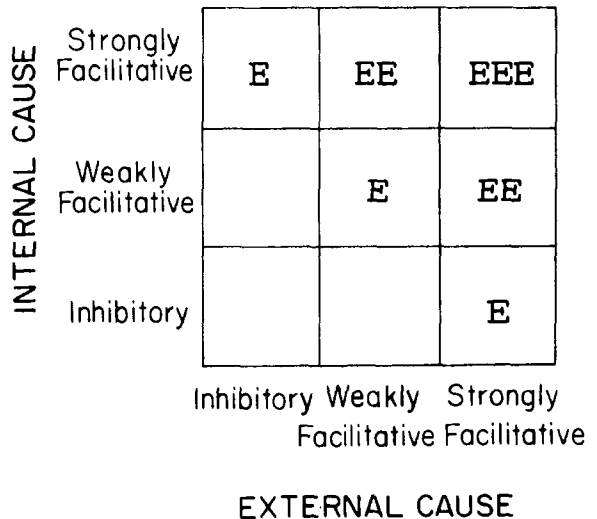 INTERNAL CAUSE
Strongly
Facilitative
E EE EEE
Weakly
Facilitative
E EE
Inhibitory
E
Inhibitory Weakly Strongly
Facilitative Facilitative
EXTERNAL CAUSE